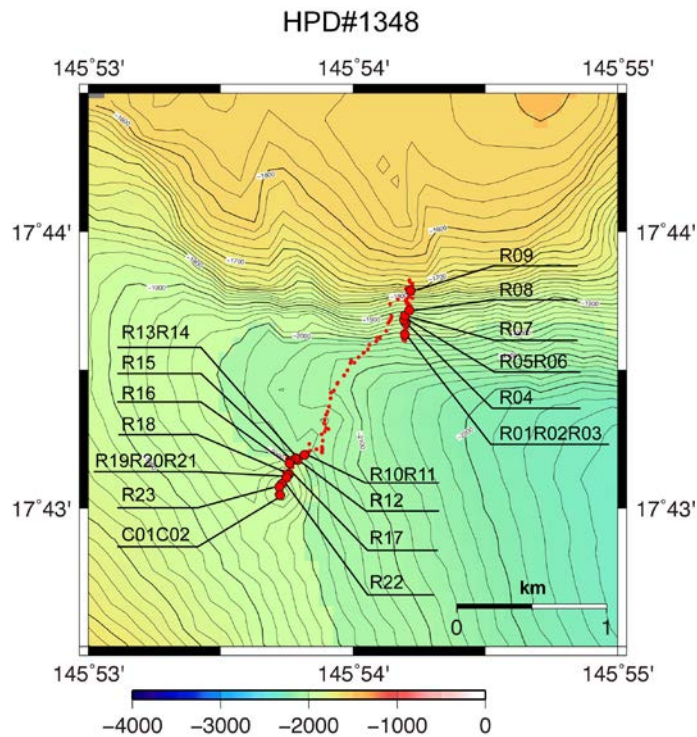 HPD#1348
145˚53' 145˚54' 145˚55'
17˚44'
17˚44'
R09
R08
R07
R05R06
R04
R01R02R03
R13R14
R15
R16
R18
R19R20R21
R23
C01C02
R10R11
R12
R17
R22
17˚43'
17˚43'
km
0 1
145˚53' 145˚54' 145˚55'
−4000 −3000 −2000 −1000 0